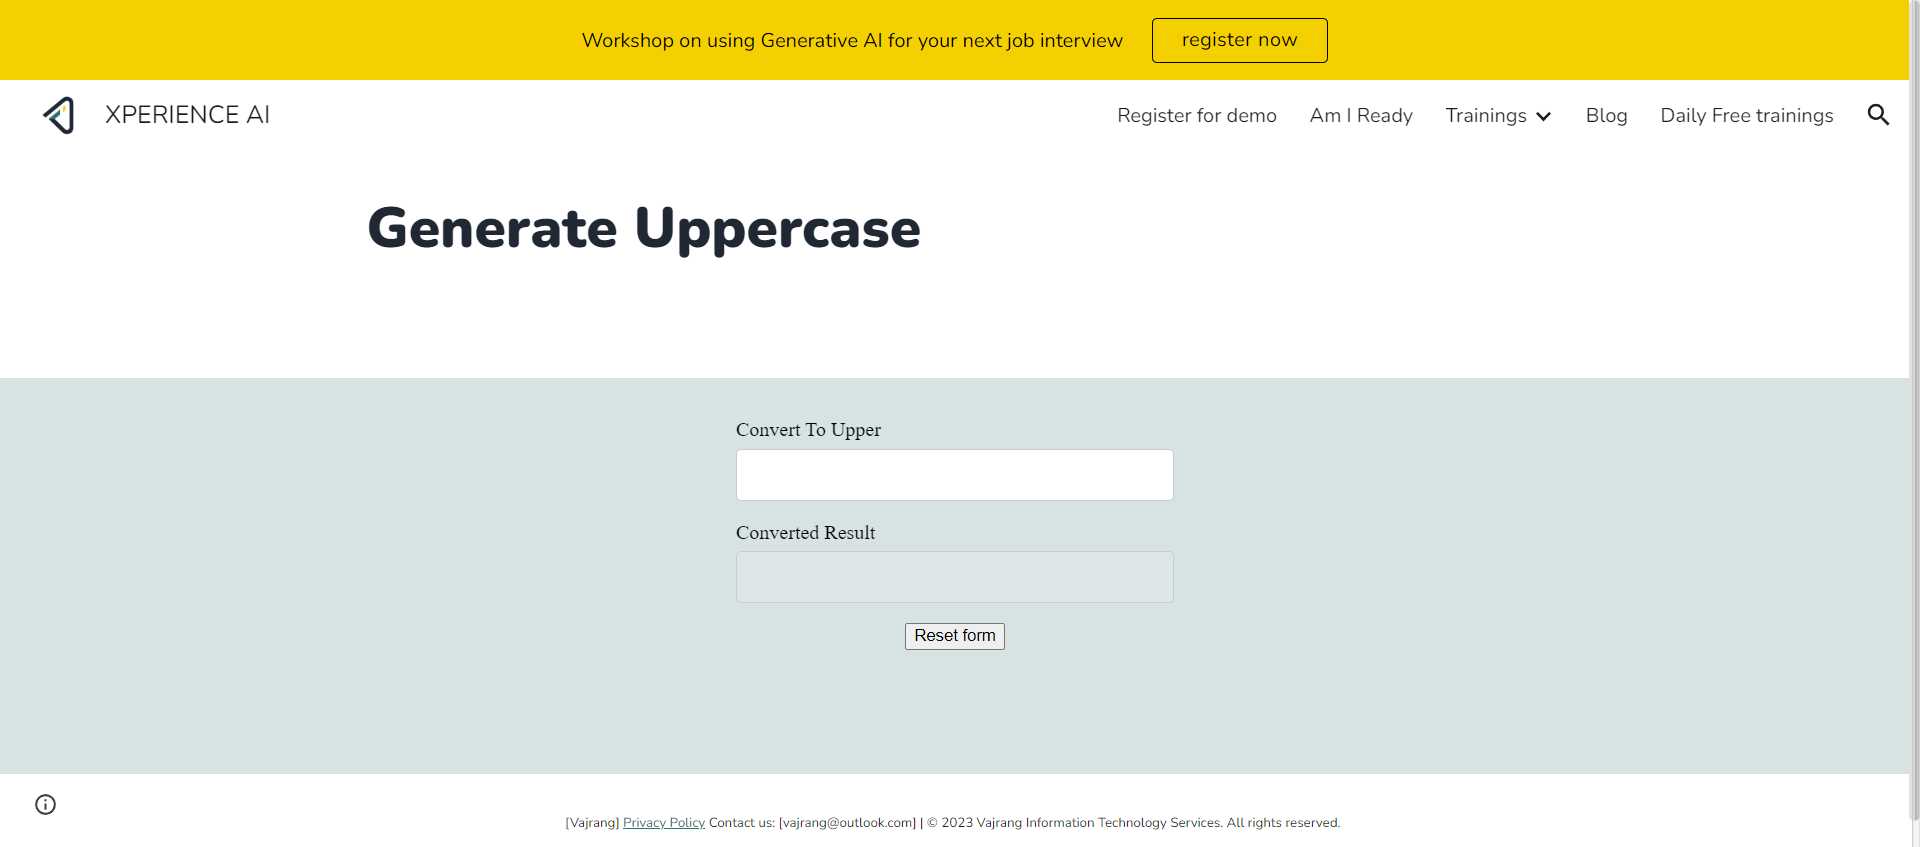 Workshop on using Generative AI for your next job interview register now
XPERIENCE AI Register for demo Am I Ready Trainings Blog Daily Free trainings
Generate Uppercase
Convert To Upper
Converted Result
Reset form
[Vajrang] Privacy Policy Contact us: [vajrang@outlook.com] | © 2023 Vajrang Information Technology Services. All rights reserved.